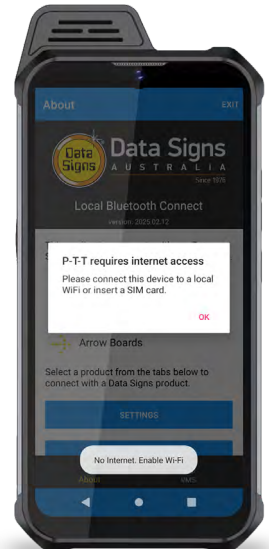 About EXIT
Data
Signs
Data Signs
AUSTRALIA
Since 1976
Local Bluetooth Connect
version: 2025.02.12
P-T-T requires internet access
Please connect this device to a local
WiFi or insert a SIM card.
OK
Arrow Boards
Select a product from the tabs below to
connect with a Data Signs product.
SETTINGS
No Internet. Enable Wi-Fi
About VMS